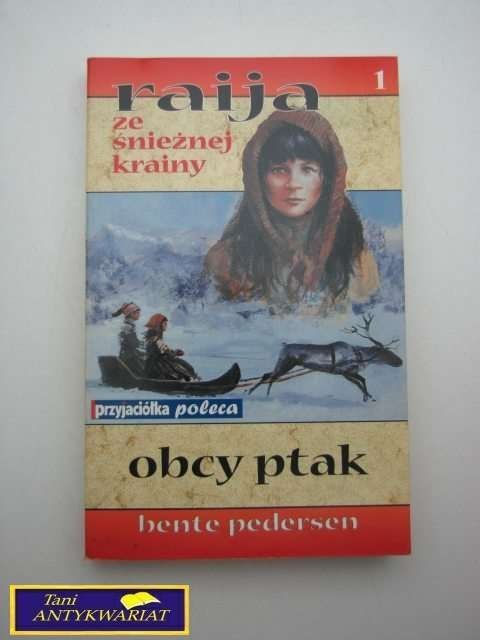 raija
1
ze
śnieżnej
krainy
przyjaciółka poleca
obcy ptak
bente pedersen
Tani
ANTYKWARIAT